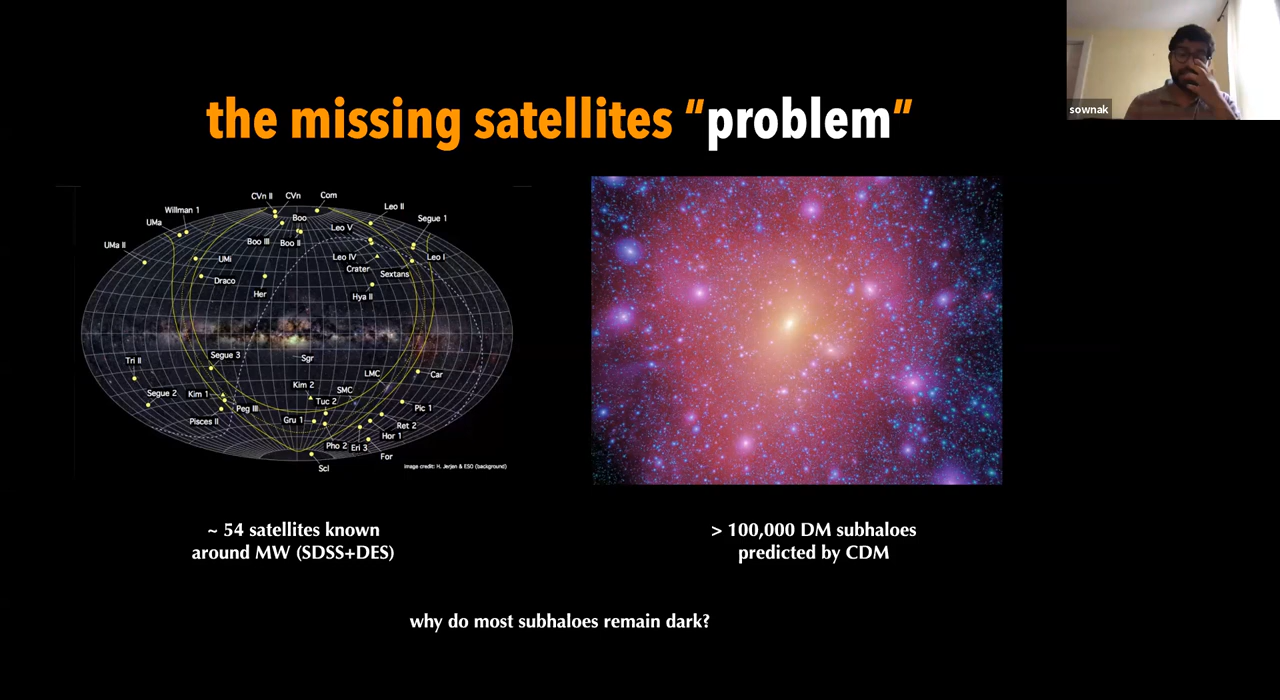 sownak
the missing satellites “problem”
CVn II
CVn
Com
Willman 1
Leo II
UMa
Boo
Segue 1
Leo V
UMa II
Boo III
Boo II
UMi
Leo IV
Leo I
Crater
Sextans
Draco
Her
Hya II
Tri II
Segue 3
Sgr
LMC
Car
Segue 2
Kim 1
Kim 2
SMC
Tuc 2
Peg III
Pic 1
Pisces II
Gru 1
Ret 2
Hor 1
Pho 2
Eri 3
For
Scl
Image credit: H. Jerjen & ESO (background)
~ 54 satellites known
around MW (SDSS+DES)
> 100,000 DM subhaloes
predicted by CDM
why do most subhaloes remain dark?